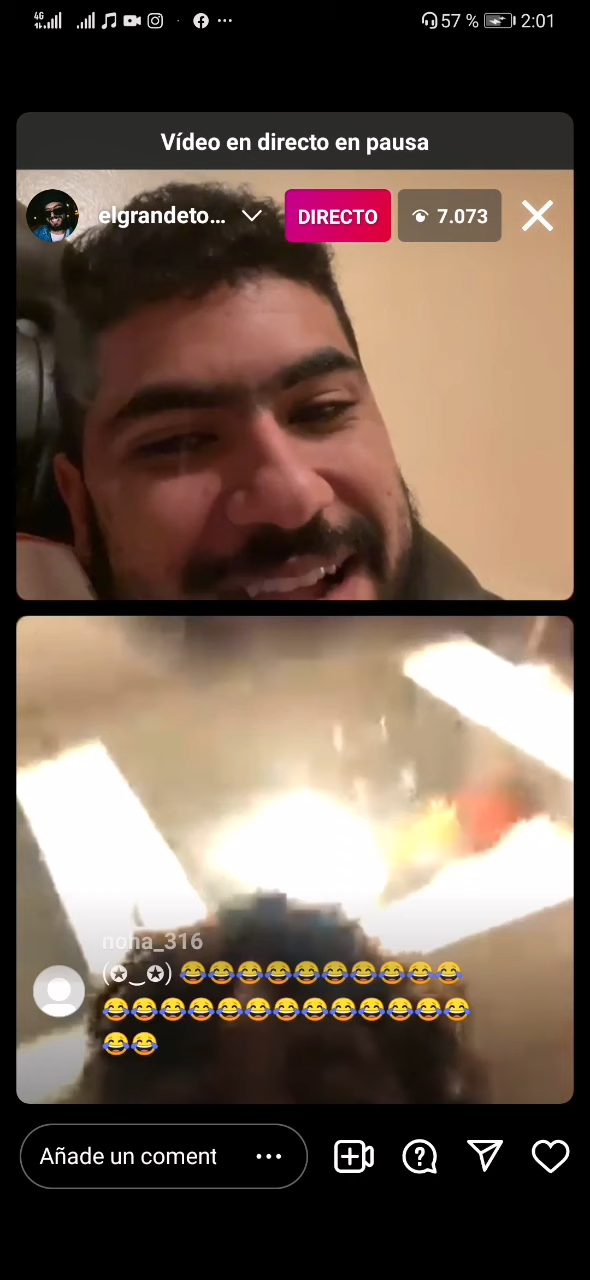 4G 57 % 2:01
Vídeo en directo en pausa
elgrandeto... DIRECTO 7.073
noha_316
(✪‿✪) 😂😂😂😂😂😂😂😂😂😂
😂😂😂😂😂😂😂😂😂😂😂😂😂
😂😂
Añade un coment